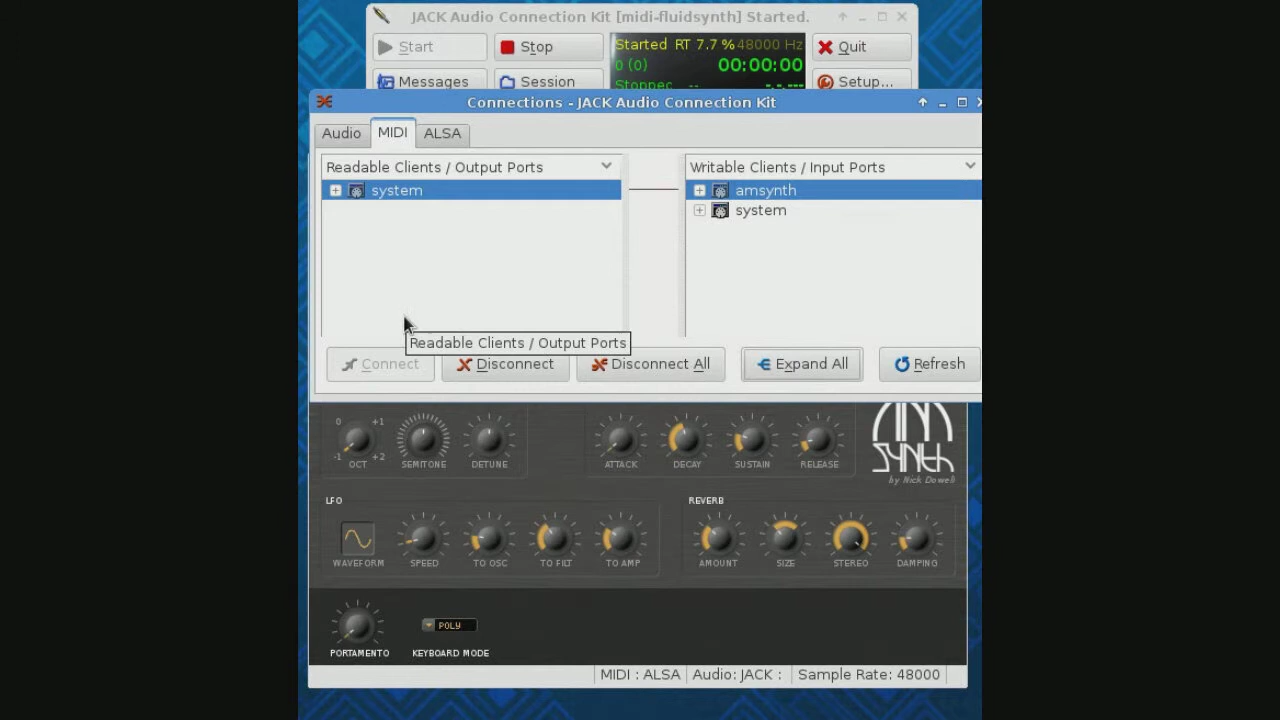 JACK Audio Connection Kit [midi-fluidsynth] Started.
Start
Stop
Started RT 7.7 % 48000 Hz
0 (0) 00:00:00
Quit
Messages
Session
Stopped -- -.-.---
Setup...
Connections - JACK Audio Connection Kit
Audio MIDI ALSA
Readable Clients / Output Ports
Writable Clients / Input Ports
system
amsynth
system
Readable Clients / Output Ports
Connect
Disconnect
Disconnect All
Expand All
Refresh
0 +1
-1 +2
OCT SEMITONE DETUNE
ATTACK DECAY SUSTAIN RELEASE
SYNTH
by Nick Dowell
LFO
REVERB
WAVEFORM SPEED TO OSC TO FILT TO AMP
AMOUNT SIZE STEREO DAMPING
POLY
PORTAMENTO KEYBOARD MODE
MIDI : ALSA Audio: JACK : Sample Rate: 48000